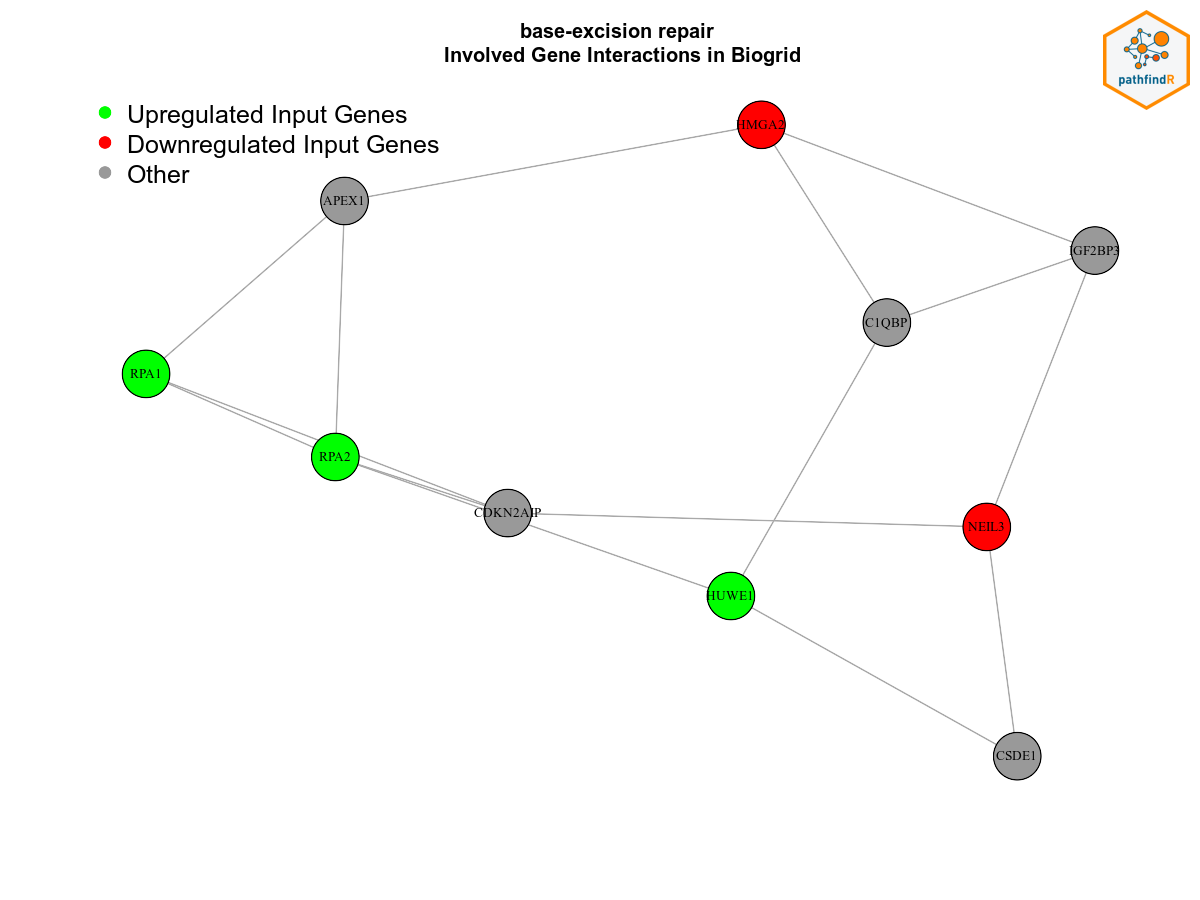 base-excision repair
Involved Gene Interactions in Biogrid
pathfindR
Upregulated Input Genes
Downregulated Input Genes
Other
HMGA2
APEX1
IGF2BP3
C1QBP
RPA1
RPA2
CDKN2AIP
NEIL3
HUWE1
CSDE1